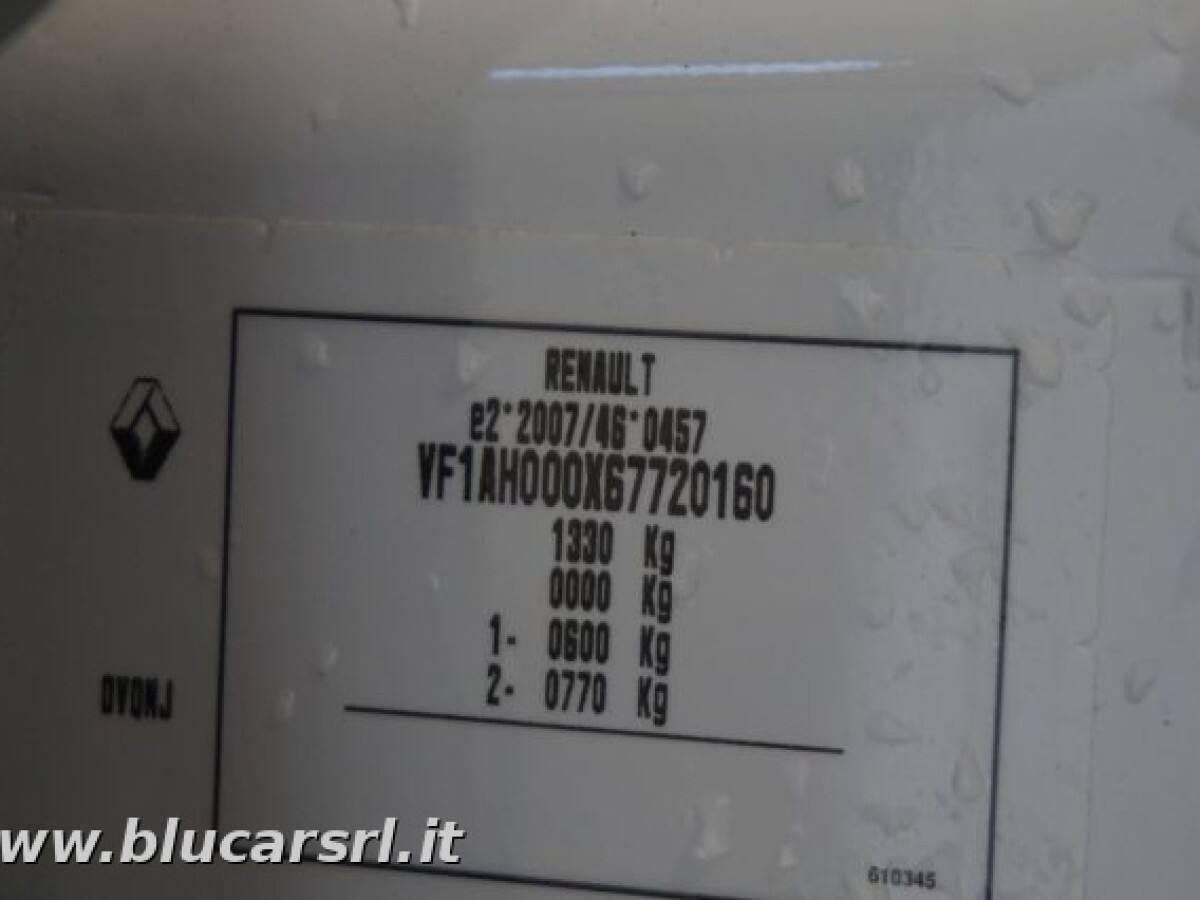 RENAULT
e2*2007/46*0457
VF1AH000X67720160
1330 Kg
0000 Kg
1- 0600 Kg
2- 0770 Kg
OVQNJ
www.blucarsrl.it
610345